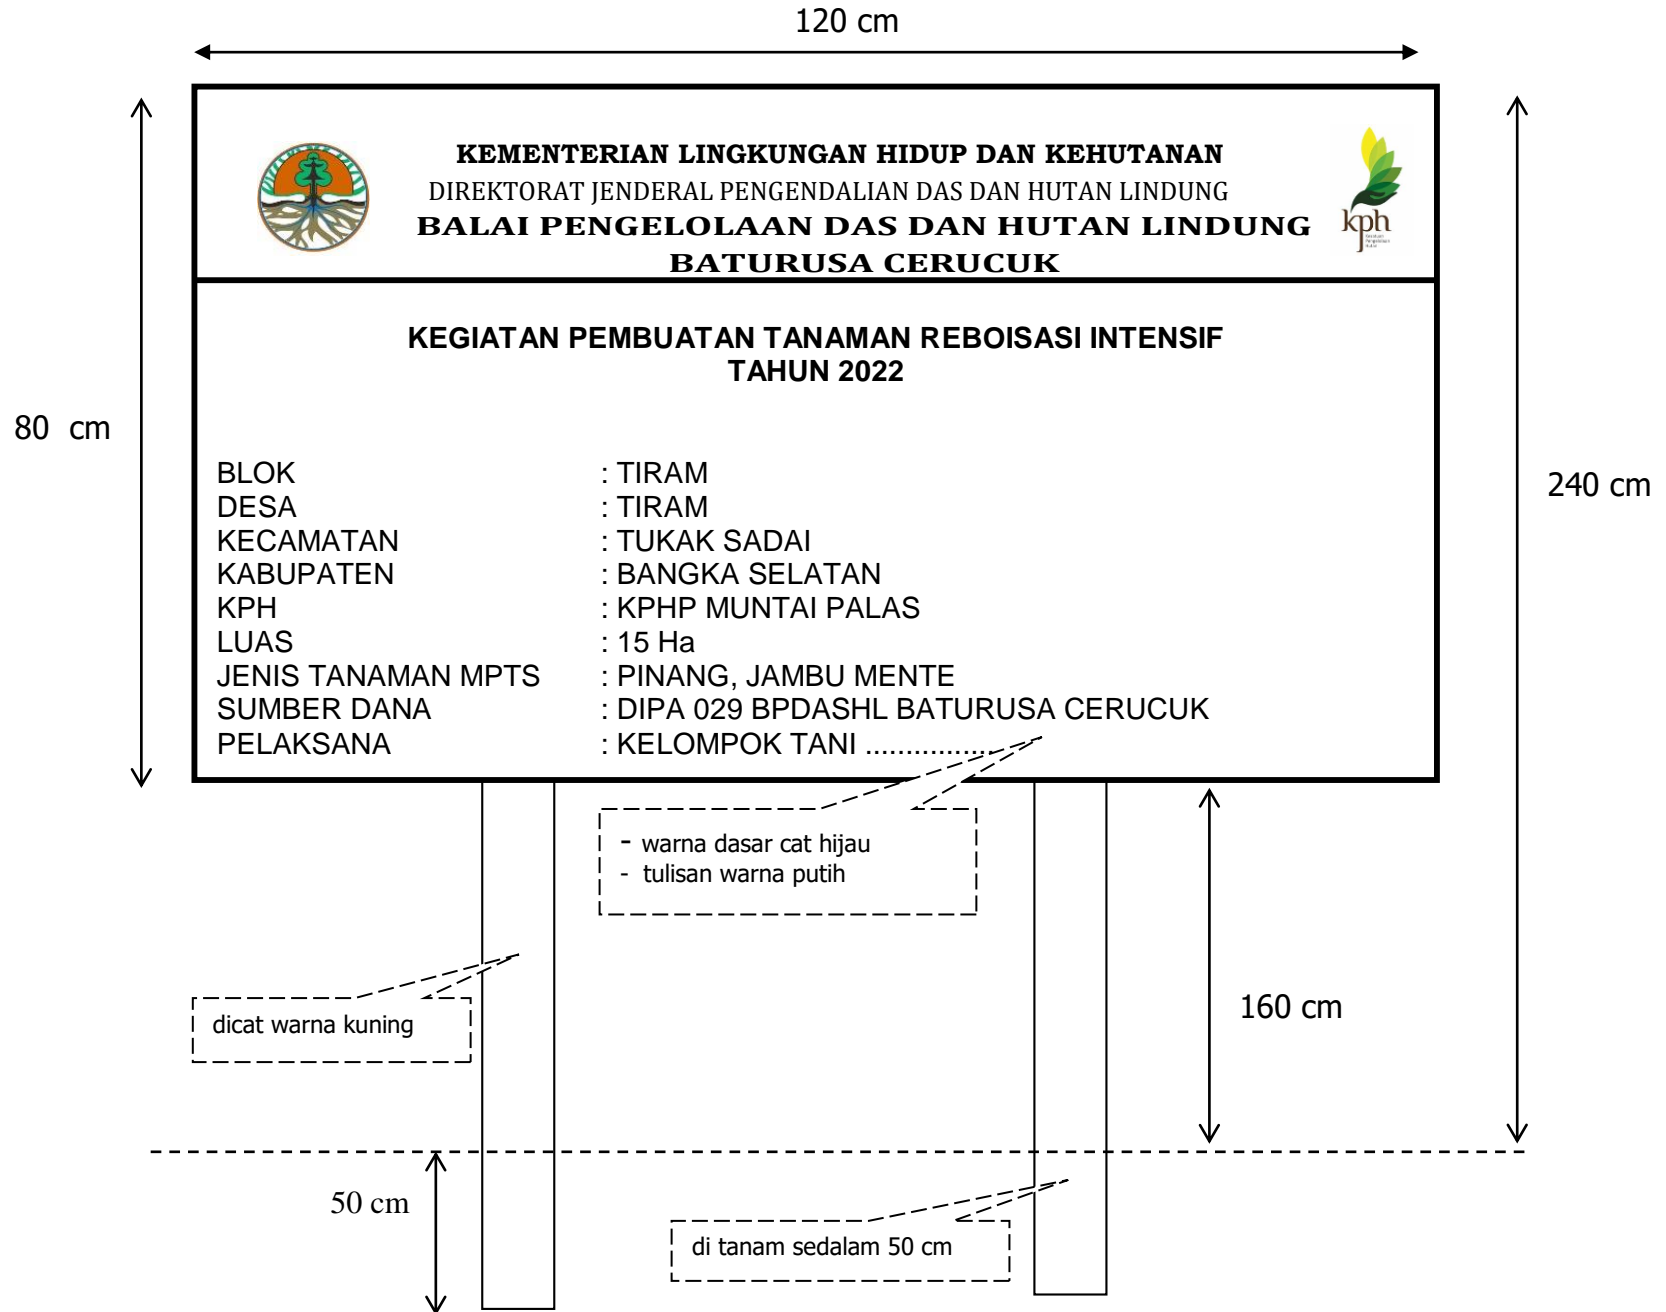 120 cm
KEMENTERIAN LINGKUNGAN HIDUP DAN KEHUTANAN
DIREKTORAT JENDERAL PENGENDALIAN DAS DAN HUTAN LINDUNG
BALAI PENGELOLAAN DAS DAN HUTAN LINDUNG
BATURUSA CERUCUK
kph
KEGIATAN PEMBUATAN TANAMAN REBOISASI INTENSIF
TAHUN 2022
80 cm
240 cm
BLOK : TIRAM
DESA : TIRAM
KECAMATAN : TUKAK SADAI
KABUPATEN : BANGKA SELATAN
KPH : KPHP MUNTAI PALAS
LUAS : 15 Ha
JENIS TANAMAN MPTS : PINANG, JAMBU MENTE
SUMBER DANA : DIPA 029 BPDASHL BATURUSA CERUCUK
PELAKSANA : KELOMPOK TANI ................
- warna dasar cat hijau
- tulisan warna putih
dicat warna kuning
160 cm
50 cm
di tanam sedalam 50 cm